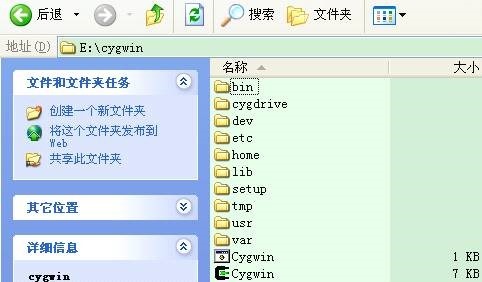 后退 搜索 文件夹
地址(D) E:\cygwin
文件和文件夹任务
创建一个新文件夹
将这个文件夹发布到
Web
共享此文件夹
其它位置
详细信息
cygwin
名称 大小
bin
cygdrive
dev
etc
home
lib
setup
tmp
usr
var
Cygwin 1 KB
Cygwin 7 KB